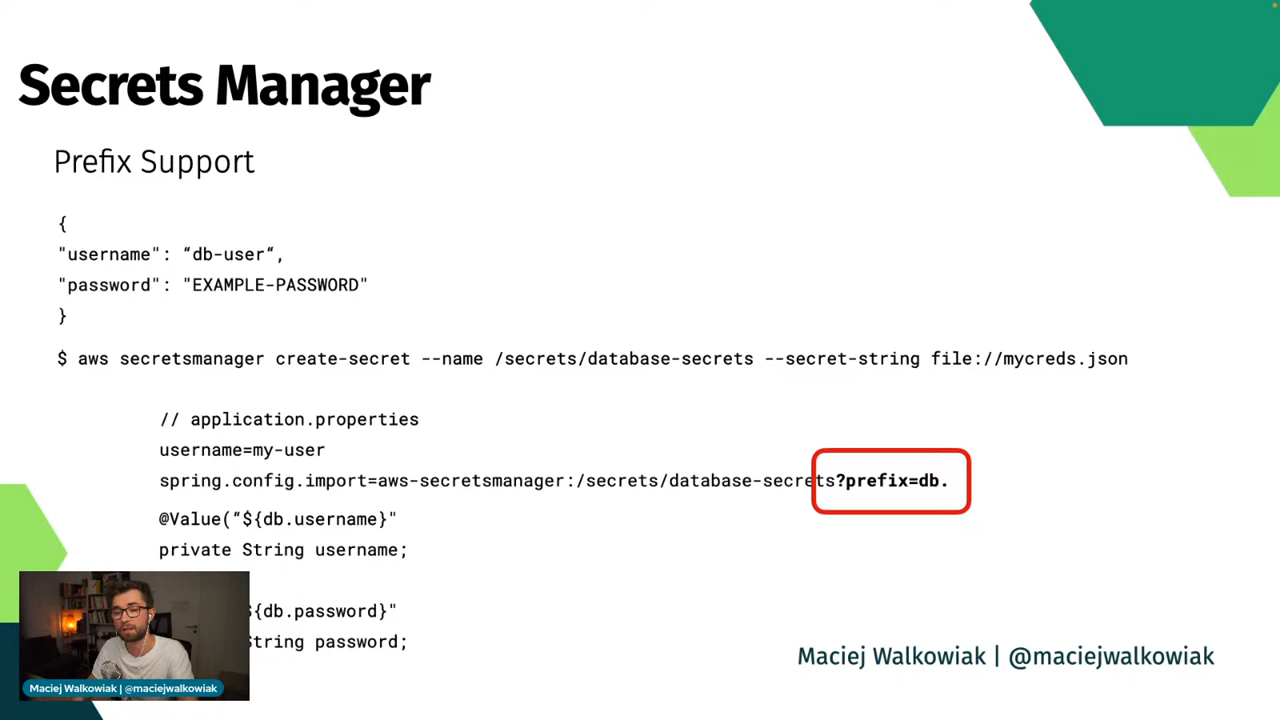 Secrets Manager
Prefix Support
{
"username": “db-user“,
"password": "EXAMPLE-PASSWORD"
}
$ aws secretsmanager create-secret --name /secrets/database-secrets --secret-string file://mycreds.json
// application.properties
username=my-user
spring.config.import=aws-secretsmanager:/secrets/database-secrets?prefix=db.
@Value(“${db.username}"
private String username;
${db.password}"
String password;
Maciej Walkowiak | @maciejwalkowiak
Maciej Walkowiak | @maciejwalkowiak